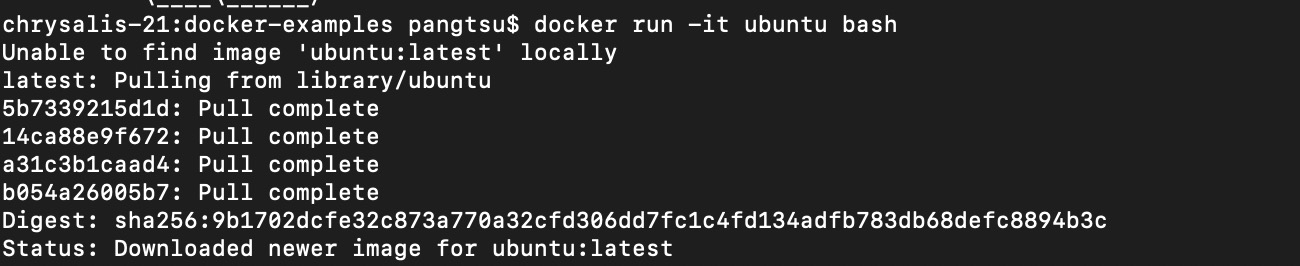 chrysalis-21:docker-examples pangtsu$ docker run -it ubuntu bash
Unable to find image 'ubuntu:latest' locally
latest: Pulling from library/ubuntu
5b7339215d1d: Pull complete
14ca88e9f672: Pull complete
a31c3b1caad4: Pull complete
b054a26005b7: Pull complete
Digest: sha256:9b1702dcfe32c873a770a32cfd306dd7fc1c4fd134adfb783db68defc8894b3c
Status: Downloaded newer image for ubuntu:latest